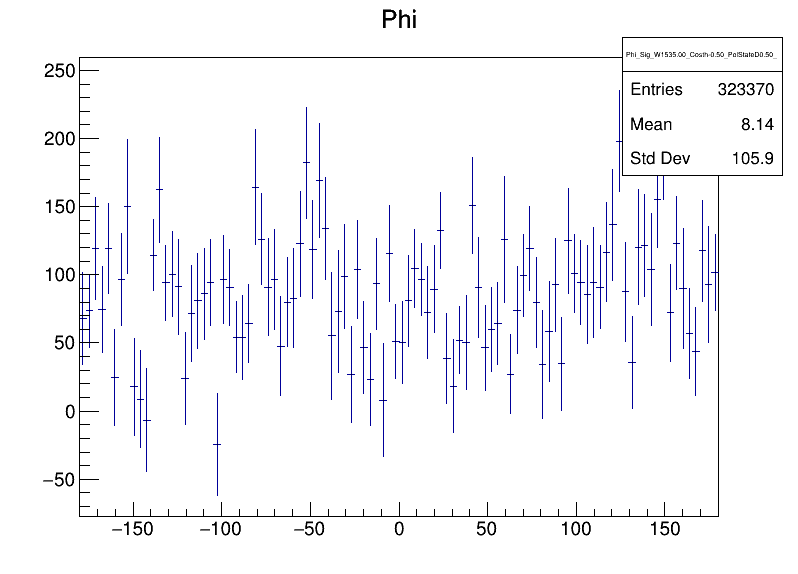 Phi
Phi_Sig_W1535.00_Costh-0.50_PolStateD0.50_
Entries 323370
Mean 8.14
Std Dev 105.9
250
200
150
100
50
0
−50
−150 −100 −50 0 50 100 150